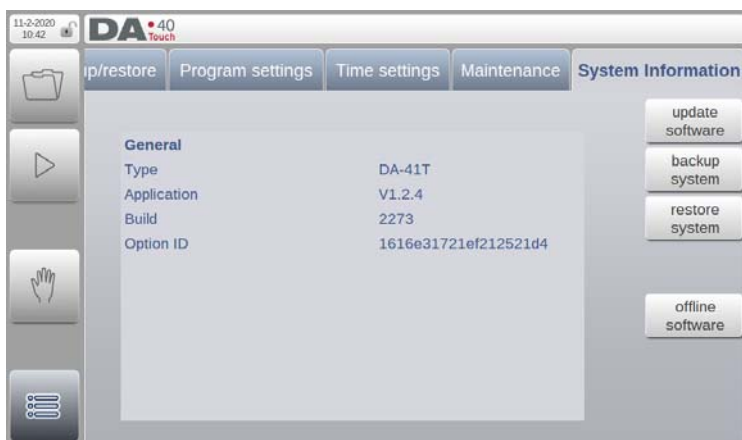 11-2-2020
10:42
DA 40
Touch
up/restore Program settings Time settings Maintenance System Information
update
software
backup
system
restore
system
offline
software
General
Type DA-41T
Application V1.2.4
Build 2273
Option ID 1616e31721ef212521d4